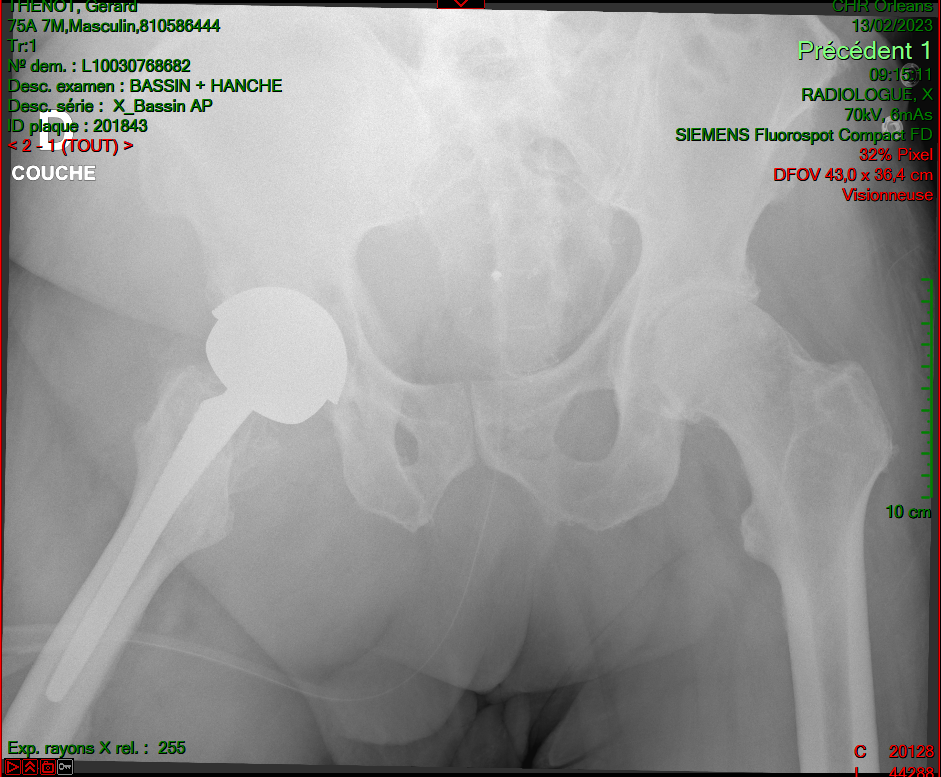 THENOT, Gérard
75A 7M,Masculin,810586444
Tr:1
Nº dem. : L10030768682
Desc. examen : BASSIN + HANCHE
Desc. série : X_Bassin AP
ID plaque : 201843
< 2 - 1 (TOUT) >
D
COUCHE
CHR Orleans
13/02/2023
Précédent 1
09:15:11
RADIOLOGUE, X
70kV, 6mAs
SIEMENS Fluorospot Compact FD
32% Pixel
DFOV 43,0 x 36,4 cm
Visionneuse
10 cm
Exp. rayons X rel. : 255
C 20128
L 44288